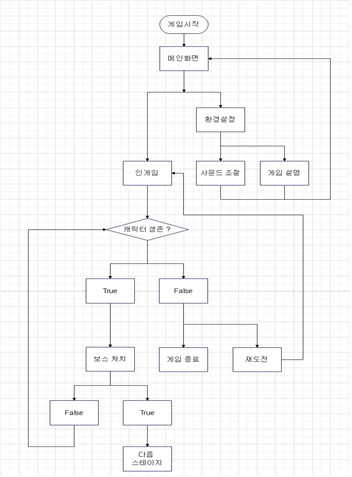 게임시작
메인화면
환경설정
인게임
사운드 조절
게임 설명
캐릭터 생존 ?
True
False
보스 처치
게임 종료
재도전
False
True
다음
스테이지